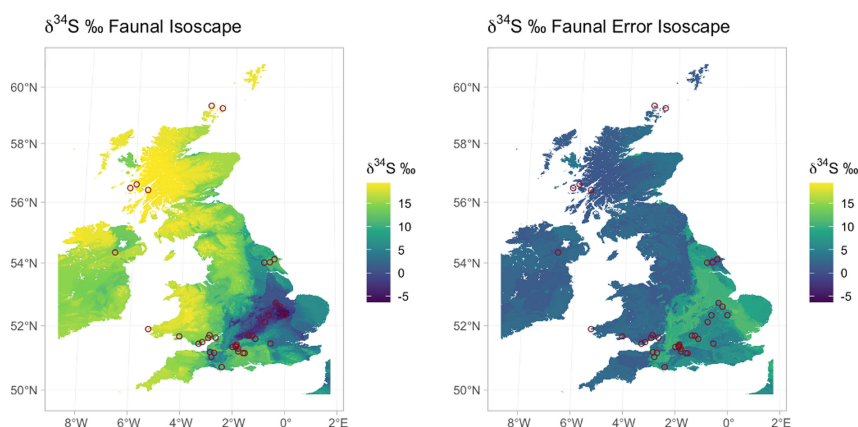 δ³⁴S ‰ Faunal Isoscape
60°N
58°N
56°N
54°N
52°N
50°N
8°W 6°W 4°W 2°W 0° 2°E
δ³⁴S ‰
15
10
5
0
-5
δ³⁴S ‰ Faunal Error Isoscape
60°N
58°N
56°N
54°N
52°N
50°N
8°W 6°W 4°W 2°W 0° 2°E
δ³⁴S ‰
15
10
5
0
-5